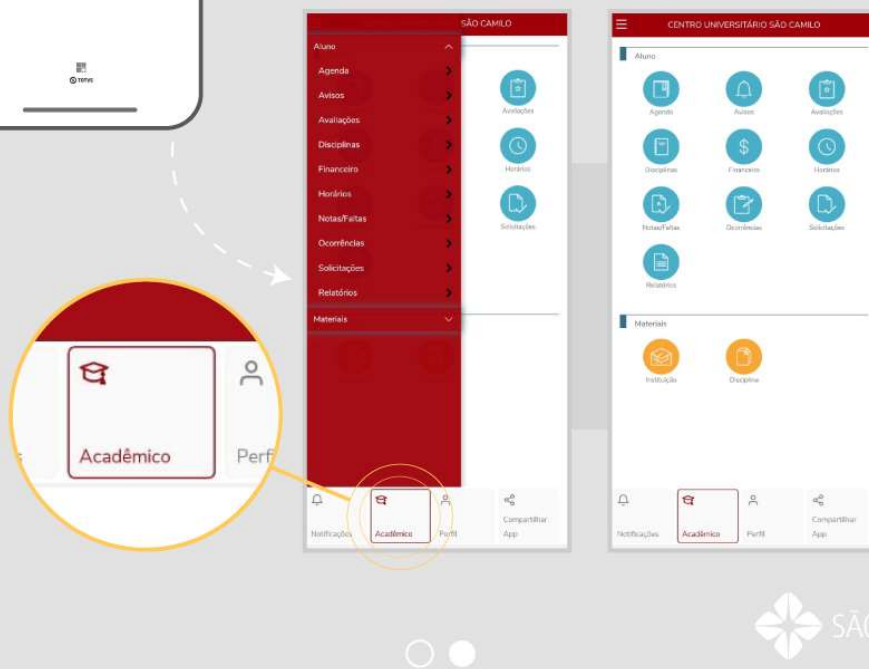 TOTVS
SÃO CAMILO
Aluno
Agenda
Avisos
Avaliações
Disciplinas
Financeiro
Horários
Notas/Faltas
Ocorrências
Solicitações
Relatórios
Materiais
Avaliações
Horários
Solicitações
Notificações
Acadêmico
Perfil
Compartilhar
App
Acadêmico
Perf
CENTRO UNIVERSITÁRIO SÃO CAMILO
Aluno
Agenda Avisos Avaliações
Disciplinas Financeiro Horários
Notas/Faltas Ocorrências Solicitações
Relatórios
Materiais
Instituição Disciplina
Compartilhar
Notificações Acadêmico Perfil App
SÃO